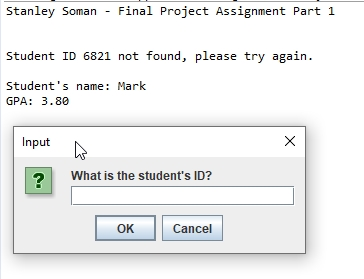 Stanley Soman - Final Project Assignment Part 1
Student ID 6821 not found, please try again.
Student's name: Mark
GPA: 3.80
Input
What is the student's ID?
OK
Cancel